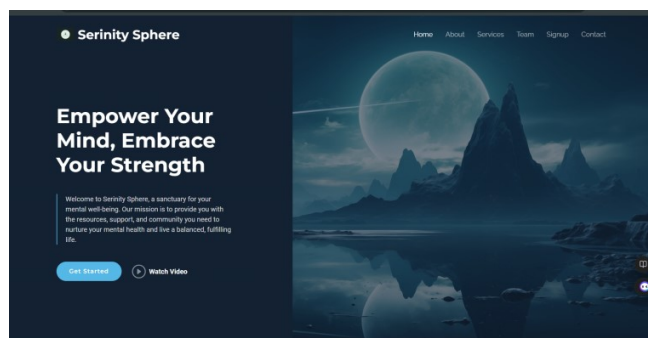 Serinity Sphere
Home About Services Team Signup Contact
Empower Your
Mind, Embrace
Your Strength
Welcome to Serinity Sphere, a sanctuary for your
mental well-being. Our mission is to provide you with
the resources, support, and community you need to
nurture your mental health and live a balanced, fulfilling
life.
Get Started Watch Video